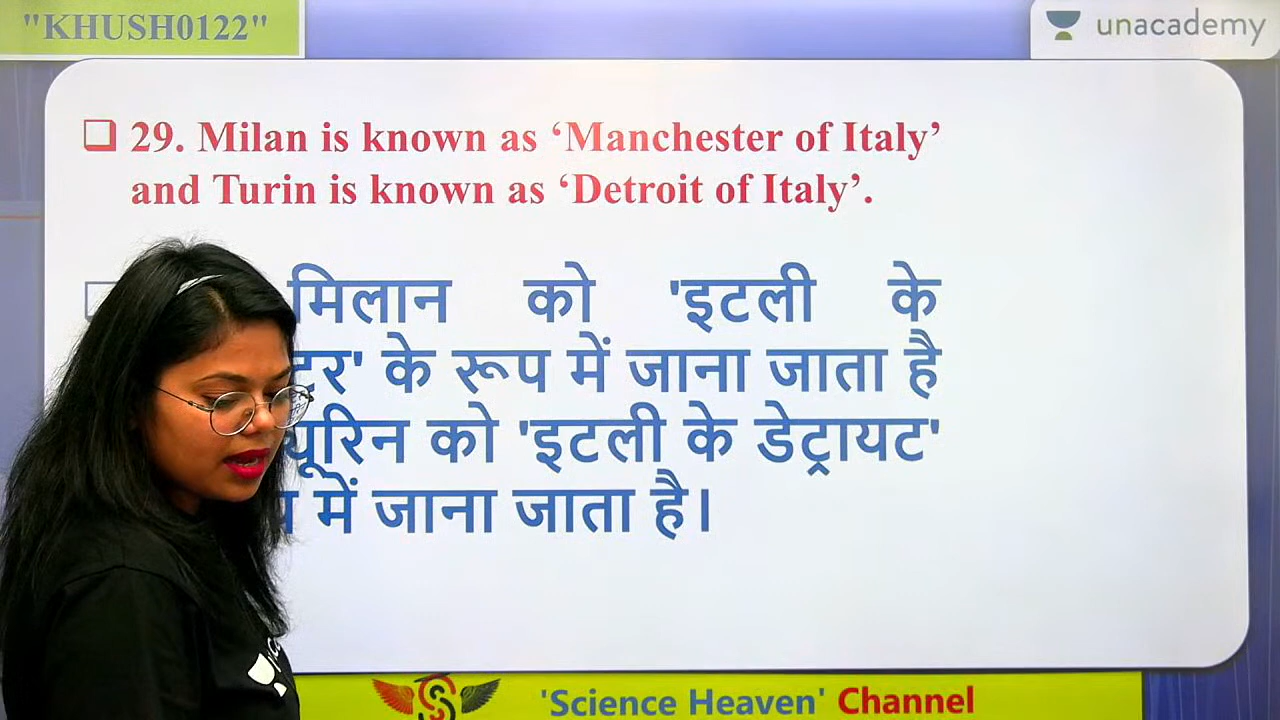 "KHUSH0122"
unacademy
29. Milan is known as ‘Manchester of Italy’
and Turin is known as ‘Detroit of Italy’.
मिलान को 'इटली के
के रूप में जाना जाता है
को 'इटली के डेट्रायट'
में जाना जाता है।
'Science Heaven' Channel